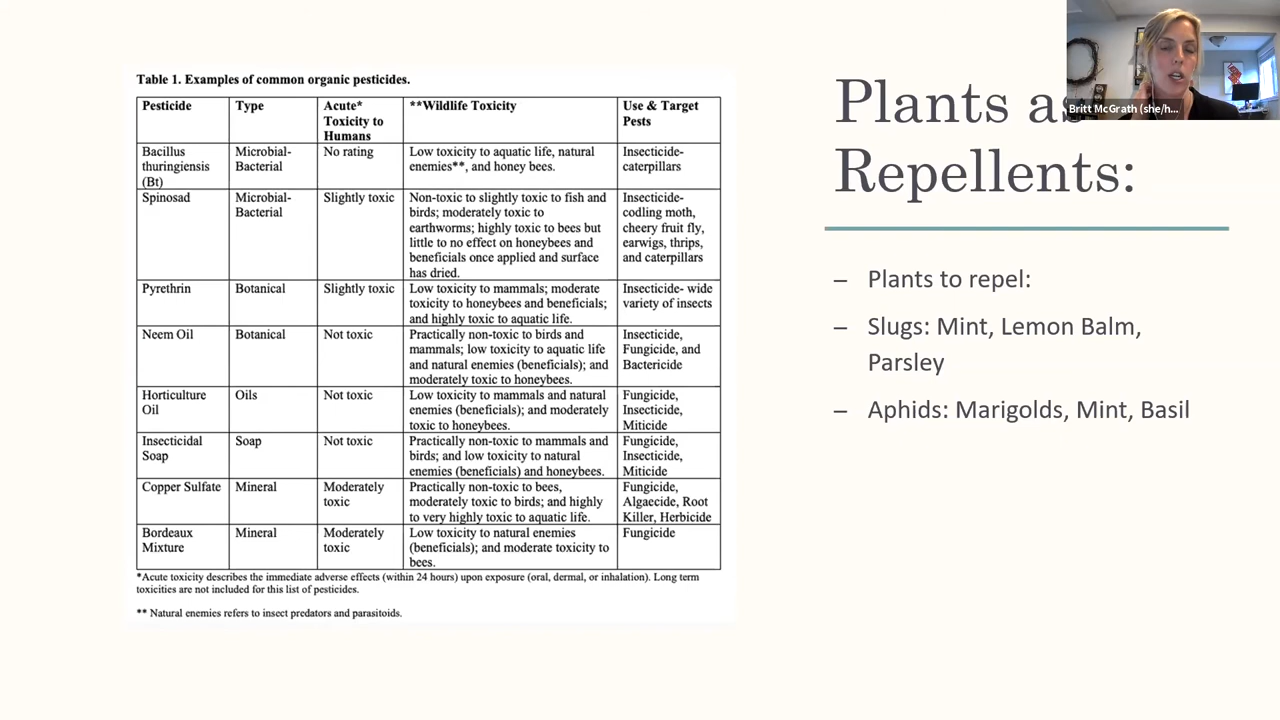 Table 1. Examples of common organic pesticides.
Pesticide Type Acute* **Wildlife Toxicity Use & Target
Toxicity to Pests
Humans
Bacillus Microbial- No rating Low toxicity to aquatic life, natural Insecticide-
thuringiensis Bacterial enemies**, and honey bees. caterpillars
(Bt)
Spinosad Microbial- Slightly toxic Non-toxic to slightly toxic to fish and Insecticide-
Bacterial birds; moderately toxic to codling moth,
earthworms; highly toxic to bees but cheery fruit fly,
little to no effect on honeybees and earwigs, thrips,
beneficials once applied and surface and caterpillars
has dried.
Pyrethrin Botanical Slightly toxic Low toxicity to mammals; moderate Insecticide- wide
toxicity to honeybees and beneficials; variety of insects
and highly toxic to aquatic life.
Neem Oil Botanical Not toxic Practically non-toxic to birds and Insecticide,
mammals; low toxicity to aquatic life Fungicide, and
and natural enemies (beneficials); and Bactericide
moderately toxic to honeybees.
Horticulture Oils Not toxic Low toxicity to mammals and natural Fungicide,
Oil enemies (beneficials); and moderately Insecticide,
toxic to honeybees. Miticide
Insecticidal Soap Not toxic Practically non-toxic to mammals and Fungicide,
Soap birds; and low toxicity to natural Insecticide,
enemies (beneficials) and honeybees. Miticide
Copper Sulfate Mineral Moderately Practically non-toxic to bees, Fungicide,
toxic moderately toxic to birds; and highly Algaecide, Root
to very highly toxic to aquatic life. Killer, Herbicide
Bordeaux Mineral Moderately Low toxicity to natural enemies Fungicide
Mixture toxic (beneficials); and moderate toxicity to
bees.
*Acute toxicity describes the immediate adverse effects (within 24 hours) upon exposure (oral, dermal, or inhalation). Long term
toxicities are not included for this list of pesticides.
** Natural enemies refers to insect predators and parasitoids.
Plants as
Repellents:
– Plants to repel:
– Slugs: Mint, Lemon Balm,
Parsley
– Aphids: Marigolds, Mint, Basil
Britt McGrath (she/h...